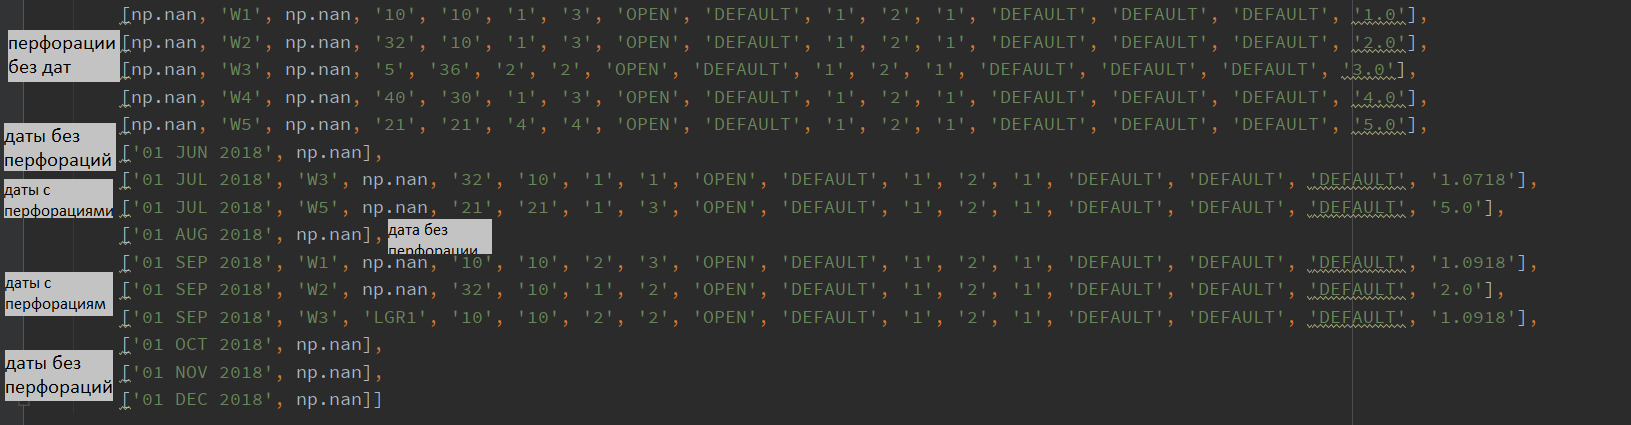 [np.nan, 'W1', np.nan, '10', '10', '1', '3', 'OPEN', 'DEFAULT', '1', '2', '1', 'DEFAULT', 'DEFAULT', 'DEFAULT', '1.0'],
перфорации
без дат
[np.nan, 'W2', np.nan, '32', '10', '1', '3', 'OPEN', 'DEFAULT', '1', '2', '1', 'DEFAULT', 'DEFAULT', 'DEFAULT', '2.0'],
[np.nan, 'W3', np.nan, '5', '36', '2', '2', 'OPEN', 'DEFAULT', '1', '2', '1', 'DEFAULT', 'DEFAULT', 'DEFAULT', '3.0'],
[np.nan, 'W4', np.nan, '40', '30', '1', '3', 'OPEN', 'DEFAULT', '1', '2', '1', 'DEFAULT', 'DEFAULT', 'DEFAULT', '4.0'],
[np.nan, 'W5', np.nan, '21', '21', '4', '4', 'OPEN', 'DEFAULT', '1', '2', '1', 'DEFAULT', 'DEFAULT', 'DEFAULT', '5.0'],
даты без
перфораций
['01 JUN 2018', np.nan],
даты с
перфорациями
['01 JUL 2018', 'W3', np.nan, '32', '10', '1', '1', 'OPEN', 'DEFAULT', '1', '2', '1', 'DEFAULT', 'DEFAULT', 'DEFAULT', '1.0718'],
['01 JUL 2018', 'W5', np.nan, '21', '21', '1', '3', 'OPEN', 'DEFAULT', '1', '2', '1', 'DEFAULT', 'DEFAULT', 'DEFAULT', '5.0'],
['01 AUG 2018', np.nan],
дата без
перфорации
['01 SEP 2018', 'W1', np.nan, '10', '10', '2', '3', 'OPEN', 'DEFAULT', '1', '2', '1', 'DEFAULT', 'DEFAULT', 'DEFAULT', '1.0918'],
даты с
перфорациям
['01 SEP 2018', 'W2', np.nan, '32', '10', '1', '2', 'OPEN', 'DEFAULT', '1', '2', '1', 'DEFAULT', 'DEFAULT', 'DEFAULT', '2.0'],
['01 SEP 2018', 'W3', 'LGR1', '10', '10', '2', '2', 'OPEN', 'DEFAULT', '1', '2', '1', 'DEFAULT', 'DEFAULT', 'DEFAULT', '1.0918'],
['01 OCT 2018', np.nan],
даты без
перфораций
['01 NOV 2018', np.nan],
['01 DEC 2018', np.nan]]